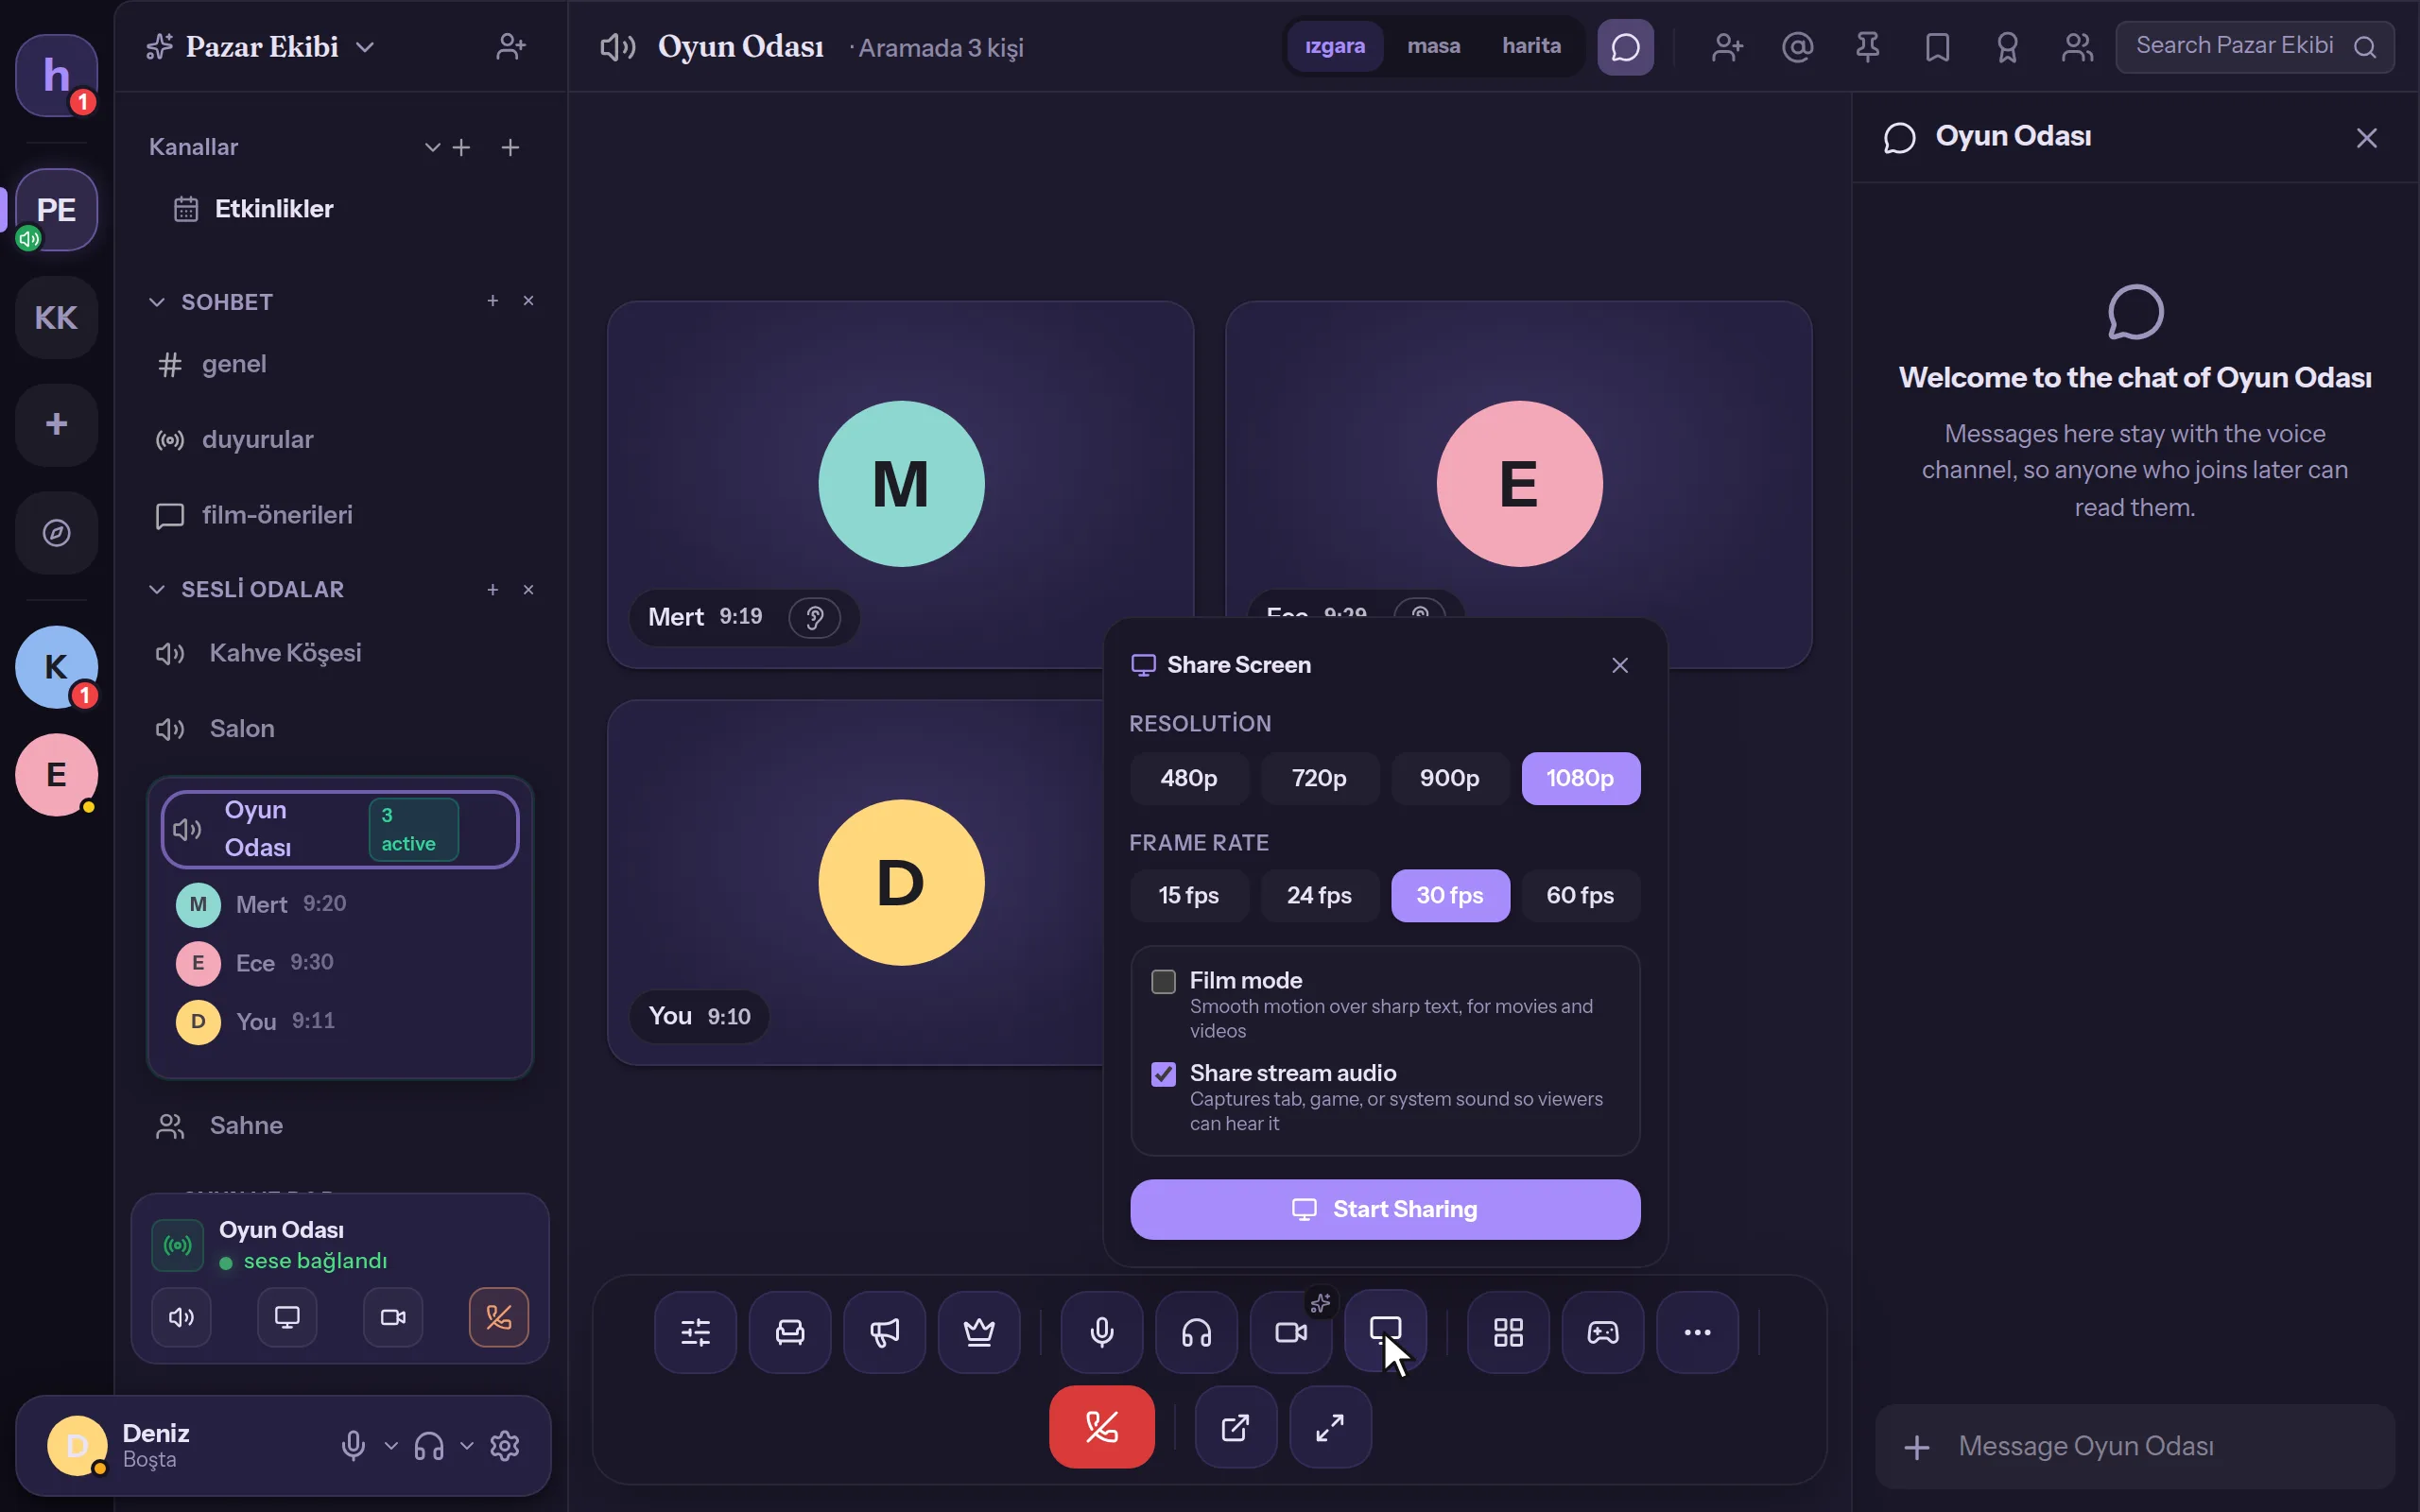 h
1
PE
KK
K
1
E
Pazar Ekibi
Kanallar
Etkinlikler
SOHBET
genel
duyurular
film-önerileri
SESLİ ODALAR
Kahve Köşesi
Salon
Oyun
Odası
3
active
M Mert 9:20
E Ece 9:30
D You 9:11
Sahne
Oyun Odası
sese bağlandı
D
Deniz
Boşta
Oyun Odası · Aramada 3 kişi
ızgara masa harita
Search Pazar Ekibi
M
Mert 9:19
E
Ece 9:29
D
You 9:10
Share Screen
RESOLUTİON
480p 720p 900p 1080p
FRAME RATE
15 fps 24 fps 30 fps 60 fps
Film mode
Smooth motion over sharp text, for movies and
videos
Share stream audio
Captures tab, game, or system sound so viewers
can hear it
Start Sharing
Oyun Odası
Welcome to the chat of Oyun Odası
Messages here stay with the voice
channel, so anyone who joins later can
read them.
Message Oyun Odası